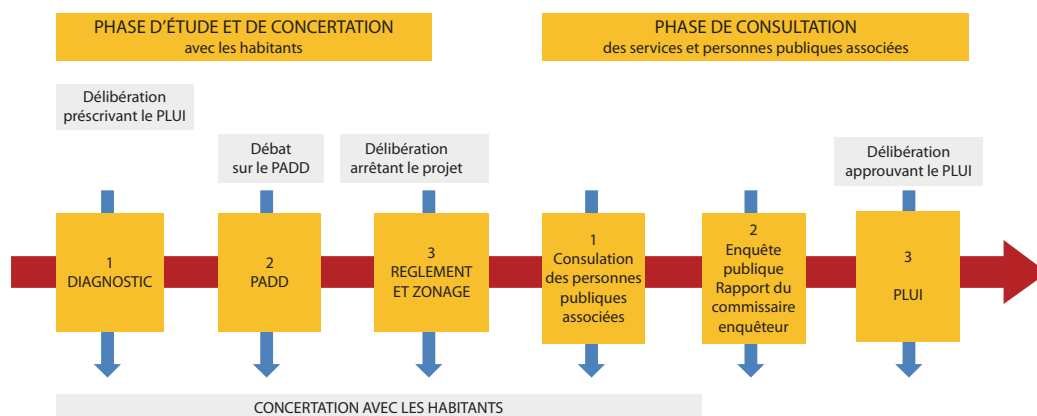 PHASE D'ÉTUDE ET DE CONCERTATION
avec les habitants
PHASE DE CONSULTATION
des services et personnes publiques associées
Délibération
préscrivant le PLUI
Débat
sur le PADD
Délibération
arrêtant le projet
Délibération
approuvant le PLUI
1
DIAGNOSTIC
2
PADD
3
REGLEMENT
ET ZONAGE
1
Consulation
des personnes
publiques
associées
2
Enquête
publique
Rapport du
commissaire
enquêteur
3
PLUI
CONCERTATION AVEC LES HABITANTS